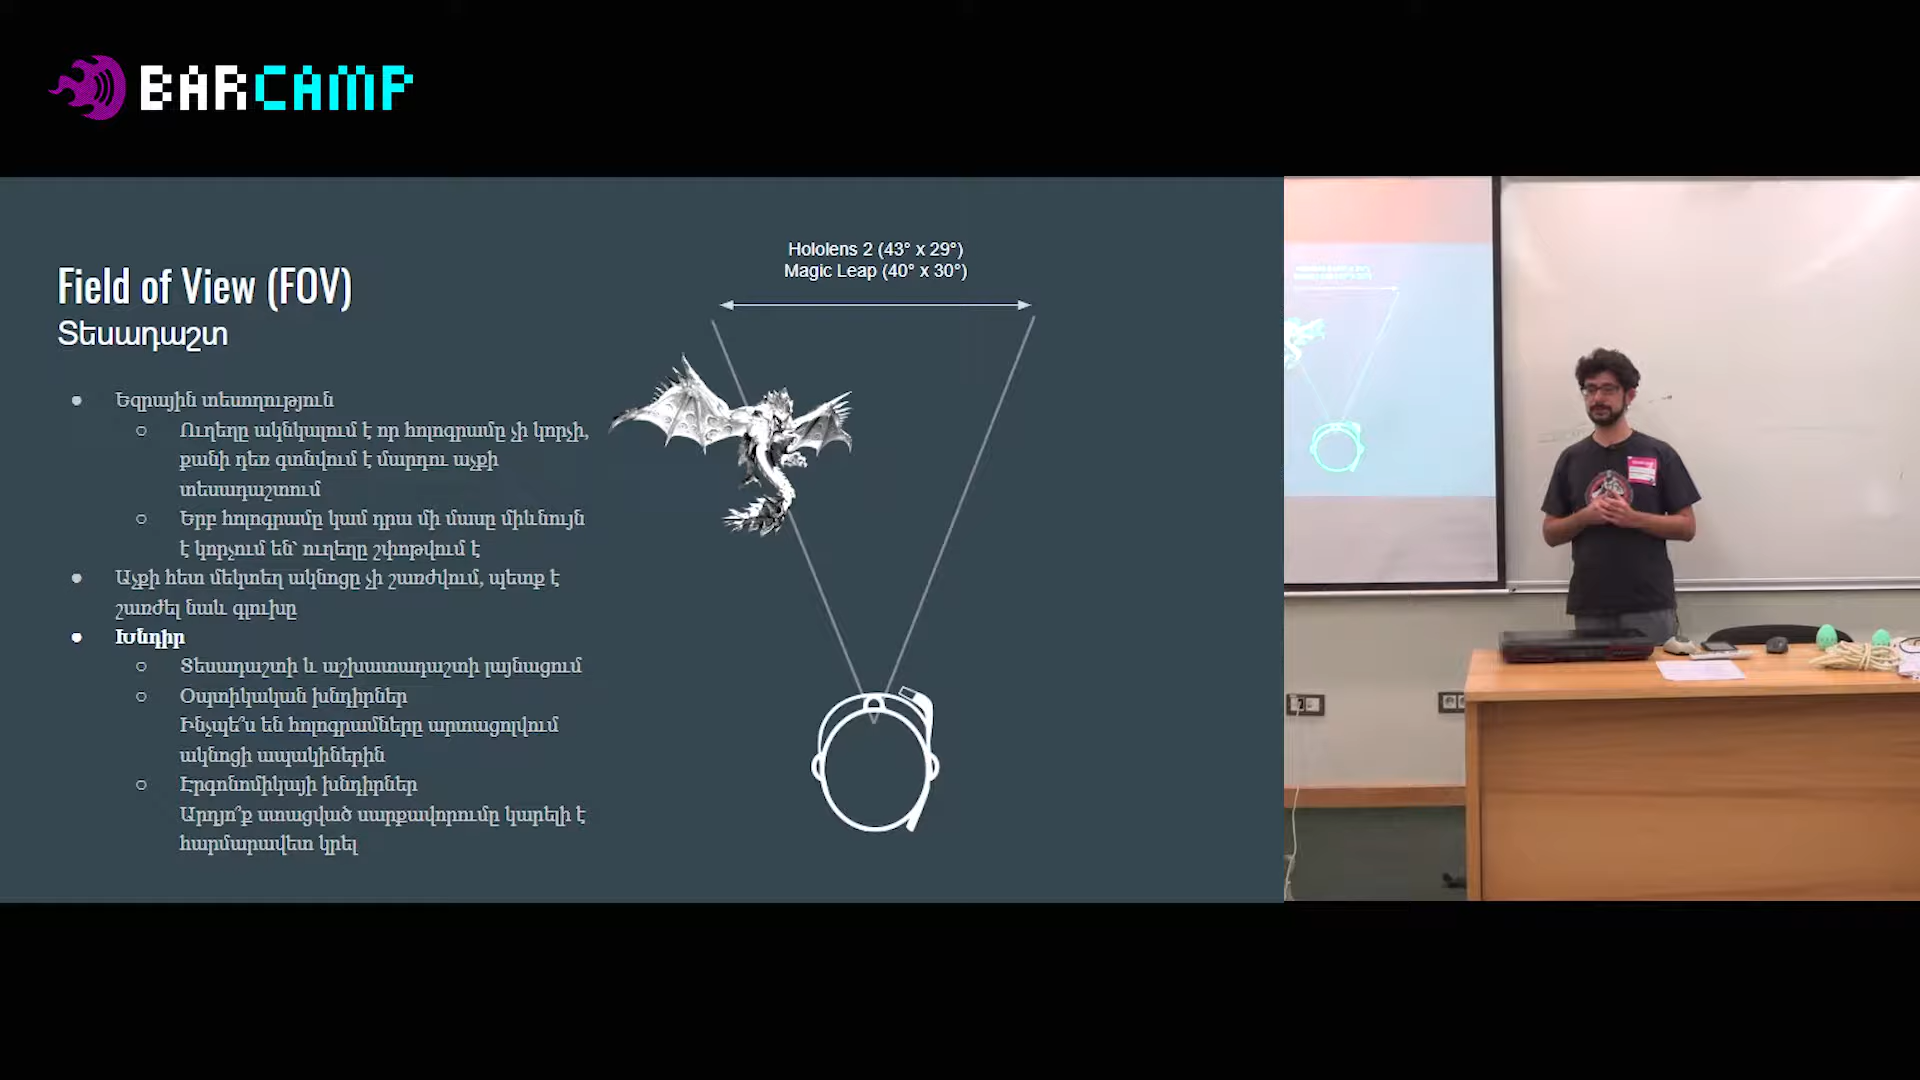 BARCAMP
Field of View (FOV)
Տեսադաշտ
Hololens 2 (43° x 29°)
Magic Leap (40° x 30°)
● Եզրային տեսողություն
○ Ուղեղը ակնկալում է որ հոլոգրամը չի կորչի,
քանի դեռ գտնվում է մարդու աչքի
տեսադաշտում
○ Երբ հոլոգրամը կամ դրա մի մասը միևնույն
է կորչում են՝ ուղեղը շփոթվում է
● Աչքի հետ մեկտեղ ակնոցը չի շառժվում, պետք է
շառժել նաև գլուխը
● Խնդիր
○ Տեսադաշտի և աշխատադաշտի լայնացում
○ Օպտիկական խնդիրներ
Ինչպե՞ս են հոլոգրամները արտացոլվում
ակնոցի ապակիներին
○ Էրգոնոմիկայի խնդիրներ
Արդյո՞ք ստացված սարքավորումը կարելի է
հարմարավետ կրել